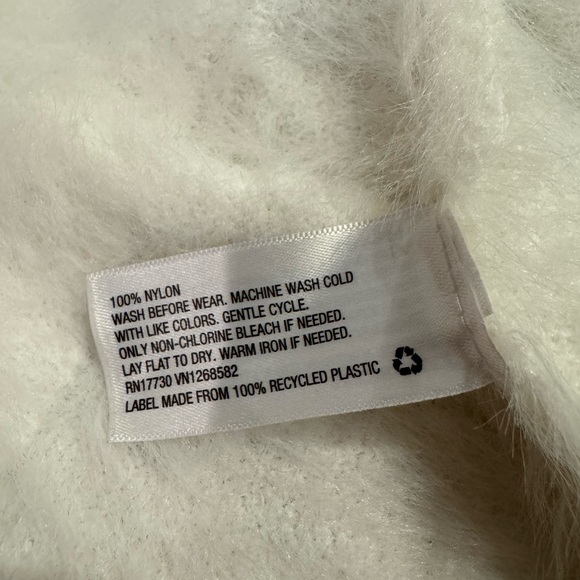 100% NYLON
WASH BEFORE WEAR. MACHINE WASH COLD
WITH LIKE COLORS. GENTLE CYCLE.
ONLY NON-CHLORINE BLEACH IF NEEDED.
LAY FLAT TO DRY. WARM IRON IF NEEDED.
RN17730 VN1268582
LABEL MADE FROM 100% RECYCLED PLASTIC